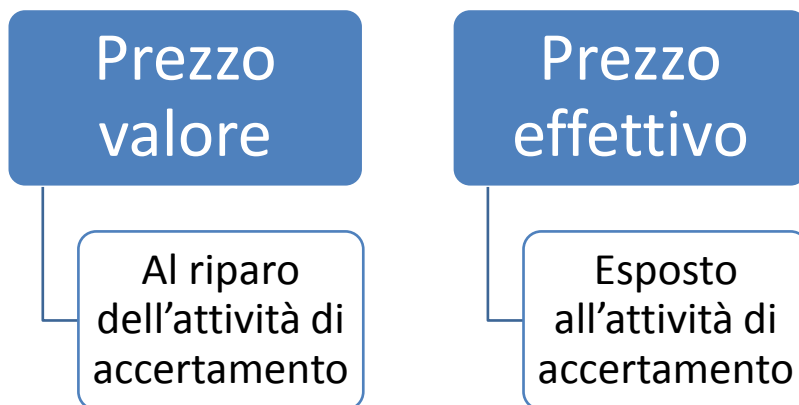 Prezzo
valore
Al riparo
dell’attività di
accertamento
Prezzo
effettivo
Esposto
all’attività di
accertamento